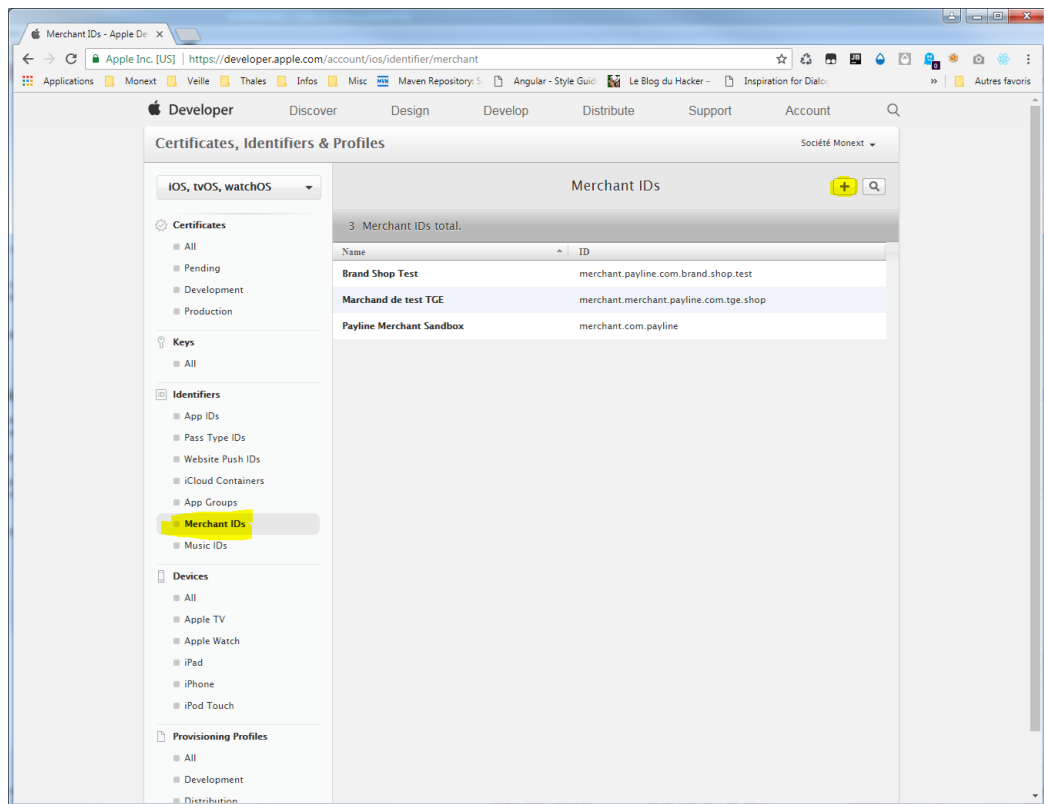 Merchant IDs - Apple De
Apple Inc. [US] | https://developer.apple.com/account/ios/identifier/merchant
Applications Monext Veille Thales Infos Misc Maven Repository: S Angular - Style Guid Le Blog du Hacker - Inspiration for Dialog » Autres favoris
Developer Discover Design Develop Distribute Support Account
Certificates, Identifiers & Profiles Société Monext
iOS, tvOS, watchOS Merchant IDs
Certificates
All
Pending
Development
Production
Keys
All
Identifiers
App IDs
Pass Type IDs
Website Push IDs
iCloud Containers
App Groups
Merchant IDs
Music IDs
Devices
All
Apple TV
Apple Watch
iPad
iPhone
iPod Touch
Provisioning Profiles
All
Development
Distribution
3 Merchant IDs total.
Name ID
Brand Shop Test merchant.payline.com.brand.shop.test
Marchand de test TGE merchant.merchant.payline.com.tge.shop
Payline Merchant Sandbox merchant.com.payline